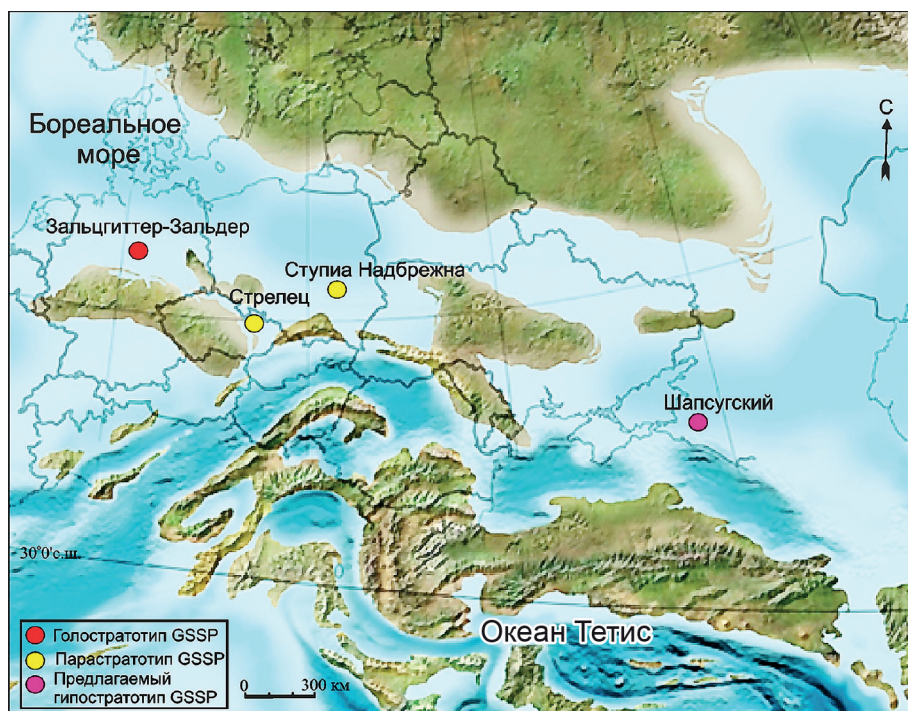 Бореальное
море
С
Зальцгиттер-Зальдер
Ступиа Надбрежна
Стрелец
Шапсугский
30°0'с.ш.
Океан Тетис
Голостратотип GSSP
Парастратотип GSSP
Предлагаемый
гипостратотип GSSP
0 300 км